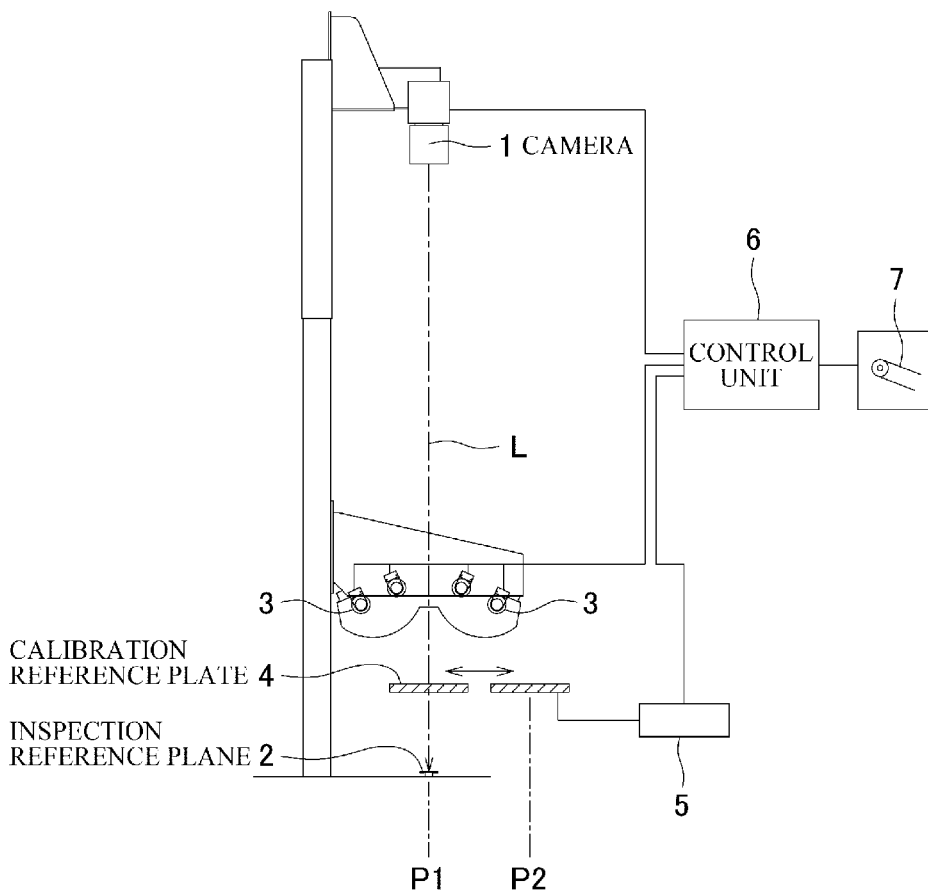 1 CAMERA
6
7
CONTROL
UNIT
L
3
3
CALIBRATION
REFERENCE PLATE 4
INSPECTION
REFERENCE PLANE 2
5
P1
P2